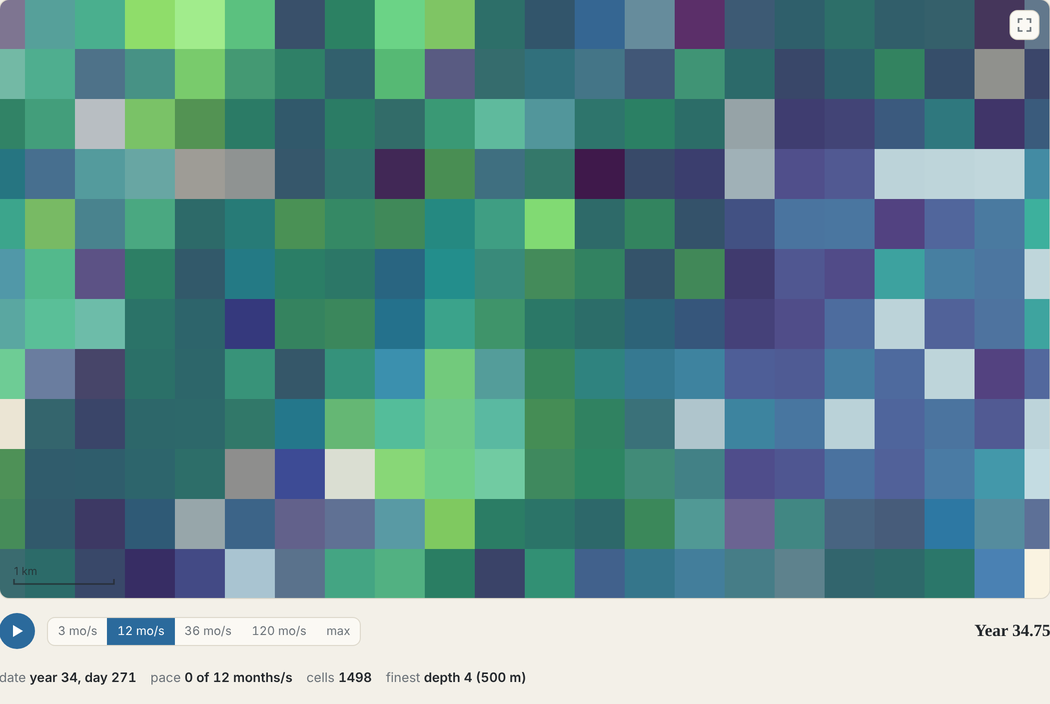 1 km
3 mo/s 12 mo/s 36 mo/s 120 mo/s max
Year 34.75
date year 34, day 271 pace 0 of 12 months/s cells 1498 finest depth 4 (500 m)